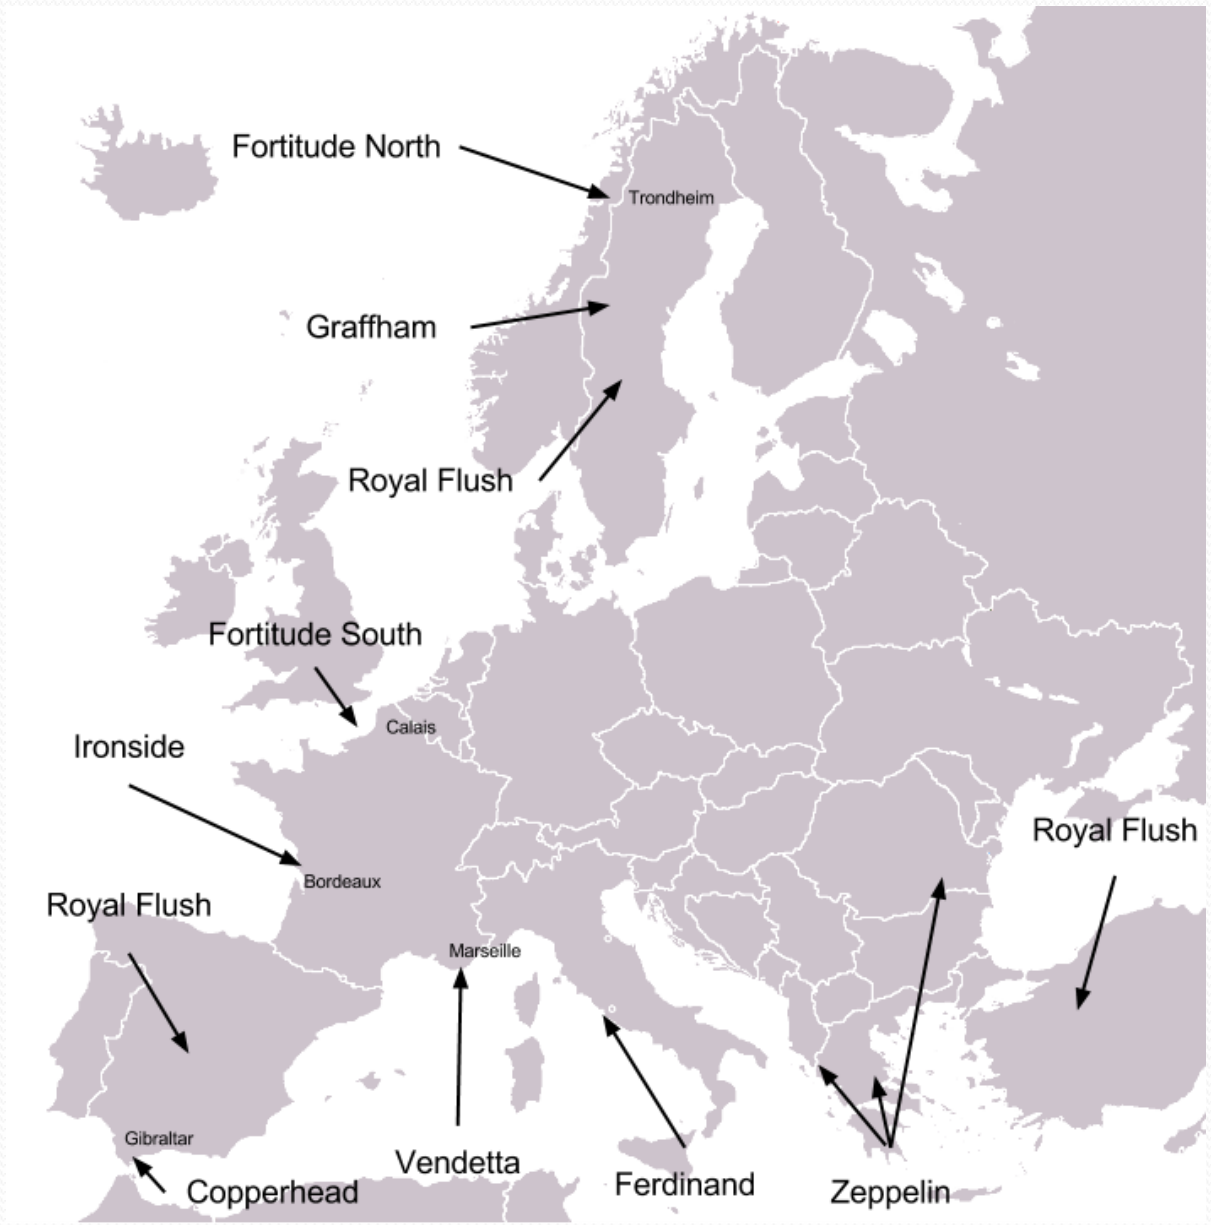 Fortitude North
Trondheim
Graffham
Royal Flush
Fortitude South
Calais
Ironside
Royal Flush
Bordeaux
Royal Flush
Marseille
Gibraltar
Vendetta
Copperhead
Ferdinand
Zeppelin